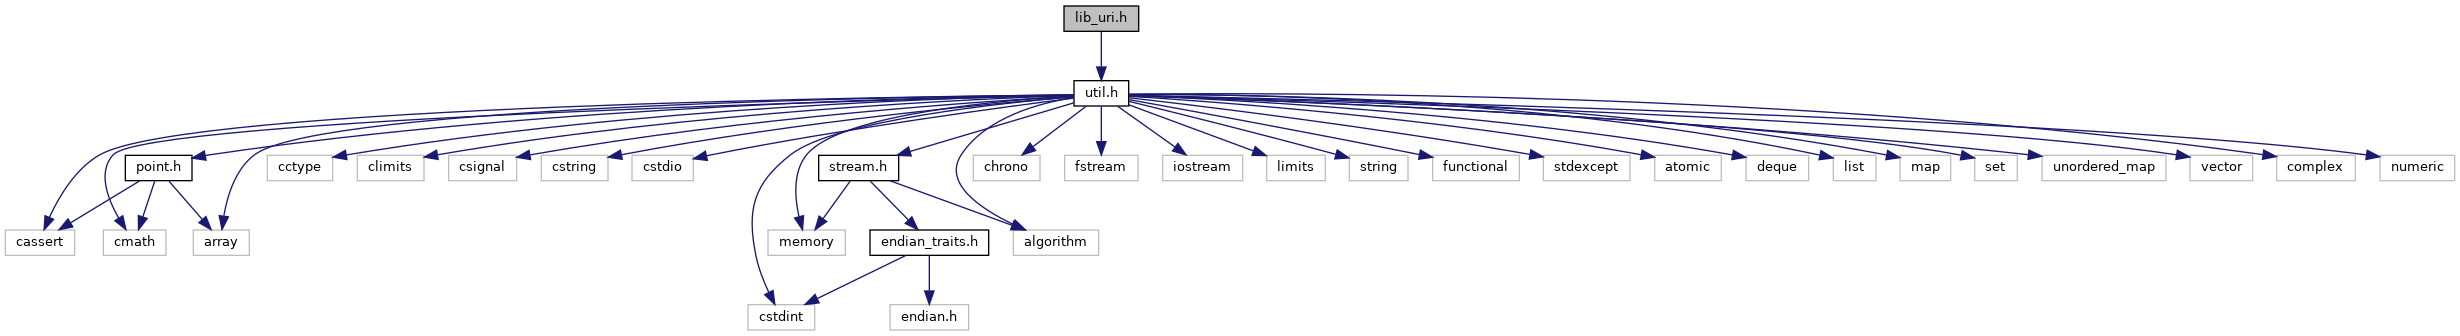 lib_uri.h
util.h
point.h
cctype
climits
csignal
cstring
cstdio
stream.h
chrono
fstream
iostream
limits
string
functional
stdexcept
atomic
deque
list
map
set
unordered_map
vector
complex
numeric
cassert
cmath
array
memory
endian_traits.h
algorithm
cstdint
endian.h